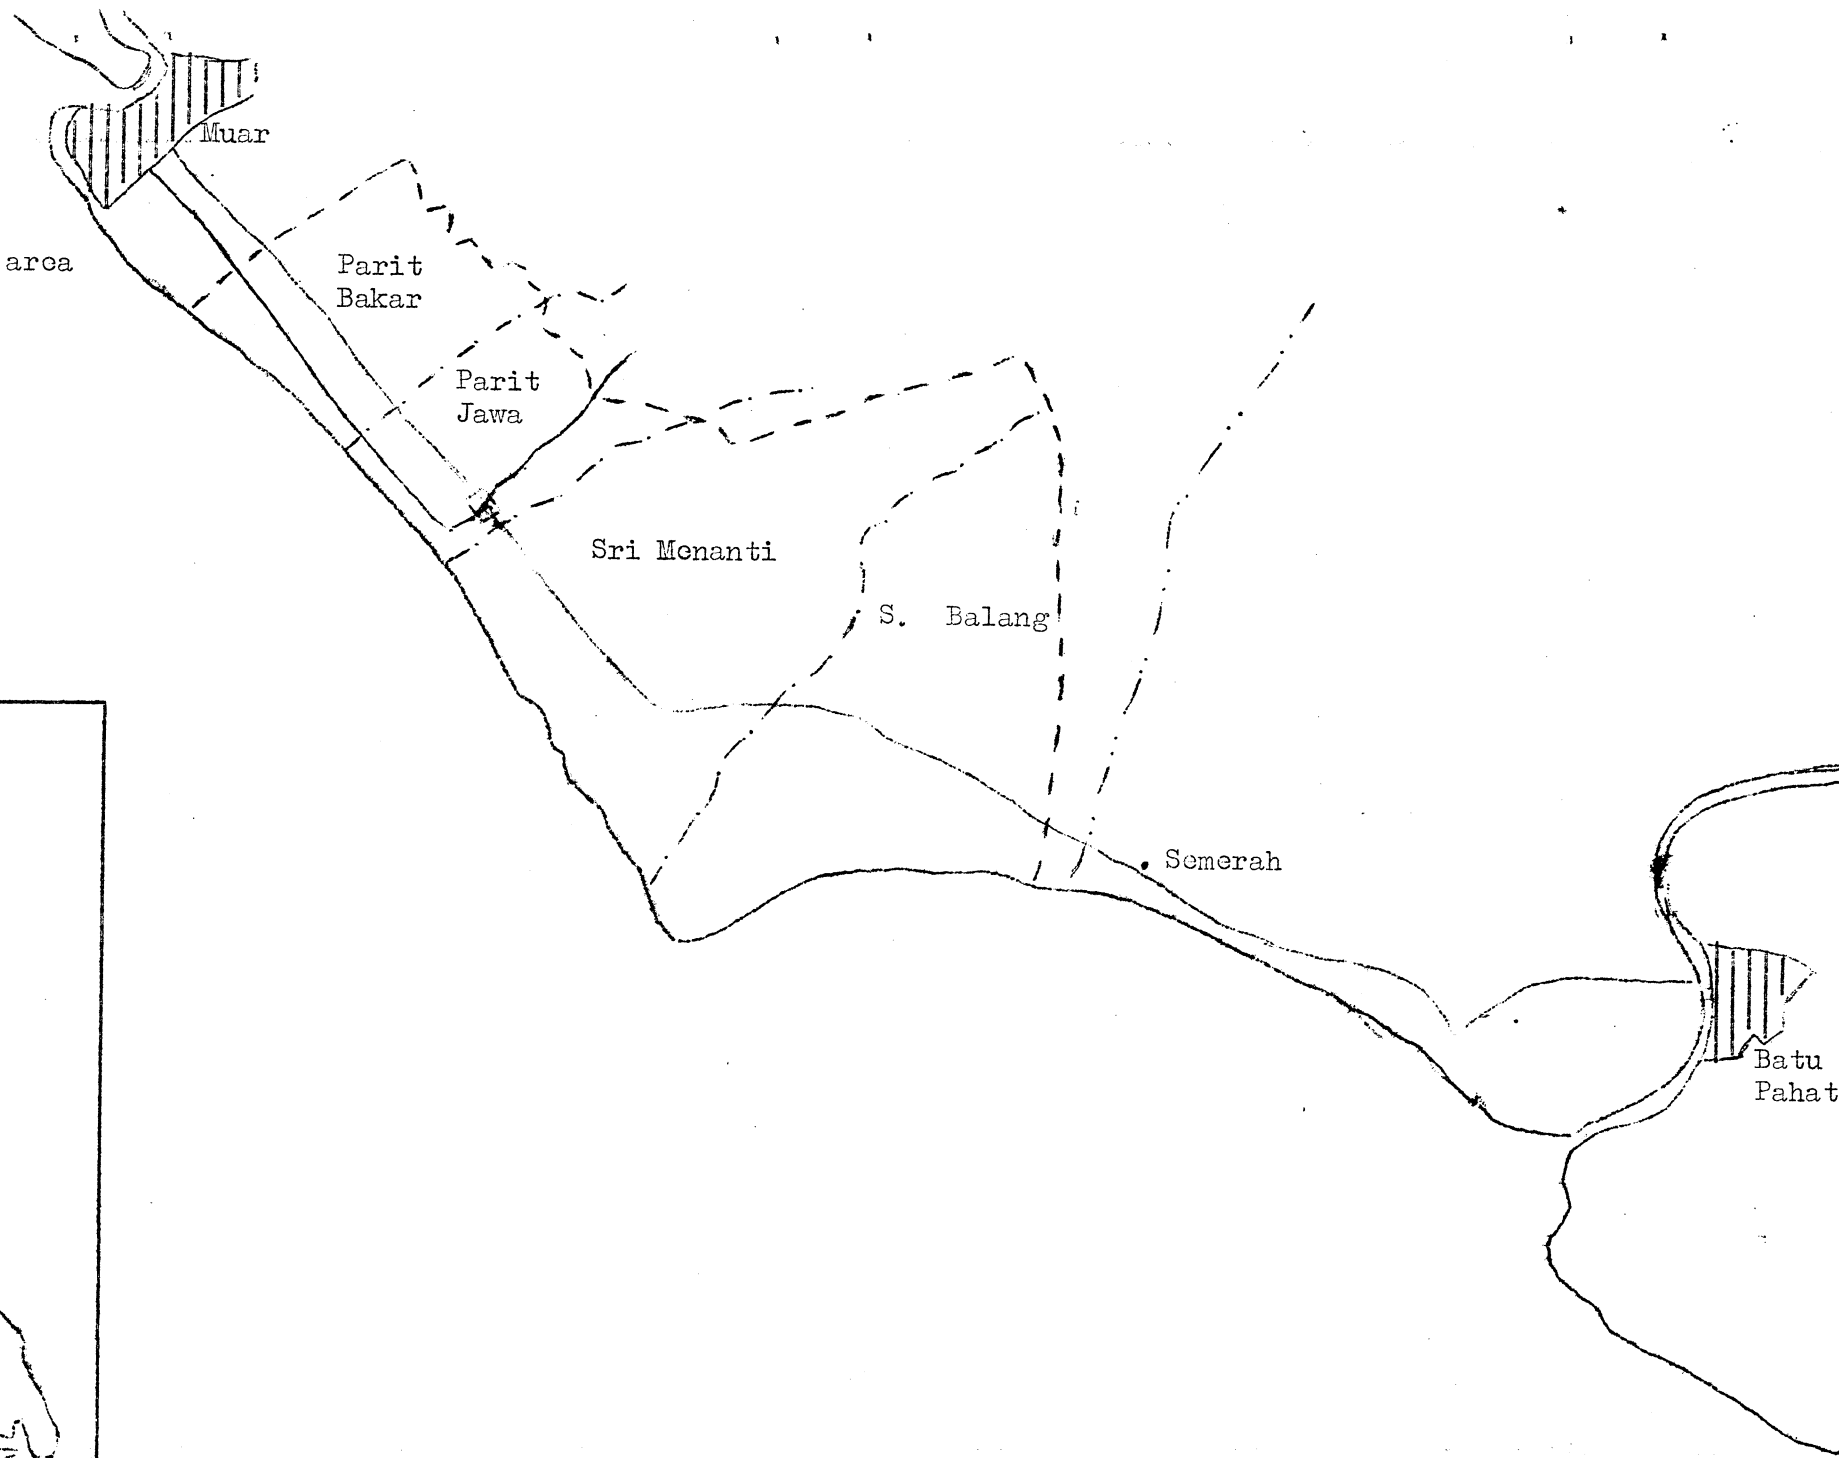 Muar
area
Parit
Bakar
Parit
Jawa
Sri Menanti
S. Balang
Semerah
Batu
Pahat